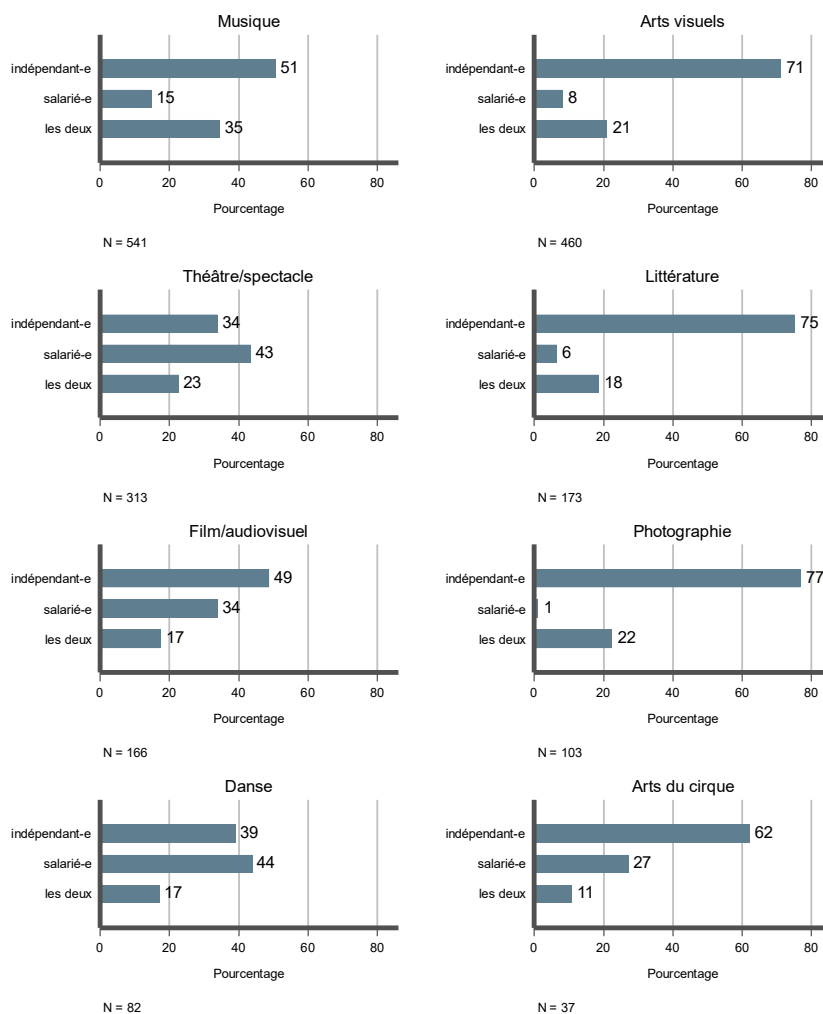 Musique
indépendant-e 51
salarié-e 15
les deux 35
0 20 40 60 80
Pourcentage
N = 541
Arts visuels
indépendant-e 71
salarié-e 8
les deux 21
0 20 40 60 80
Pourcentage
N = 460
Théâtre/spectacle
indépendant-e 34
salarié-e 43
les deux 23
0 20 40 60 80
Pourcentage
N = 313
Littérature
indépendant-e 75
salarié-e 6
les deux 18
0 20 40 60 80
Pourcentage
N = 173
Film/audiovisuel
indépendant-e 49
salarié-e 34
les deux 17
0 20 40 60 80
Pourcentage
N = 166
Photographie
indépendant-e 77
salarié-e 1
les deux 22
0 20 40 60 80
Pourcentage
N = 103
Danse
indépendant-e 39
salarié-e 44
les deux 17
0 20 40 60 80
Pourcentage
N = 82
Arts du cirque
indépendant-e 62
salarié-e 27
les deux 11
0 20 40 60 80
Pourcentage
N = 37